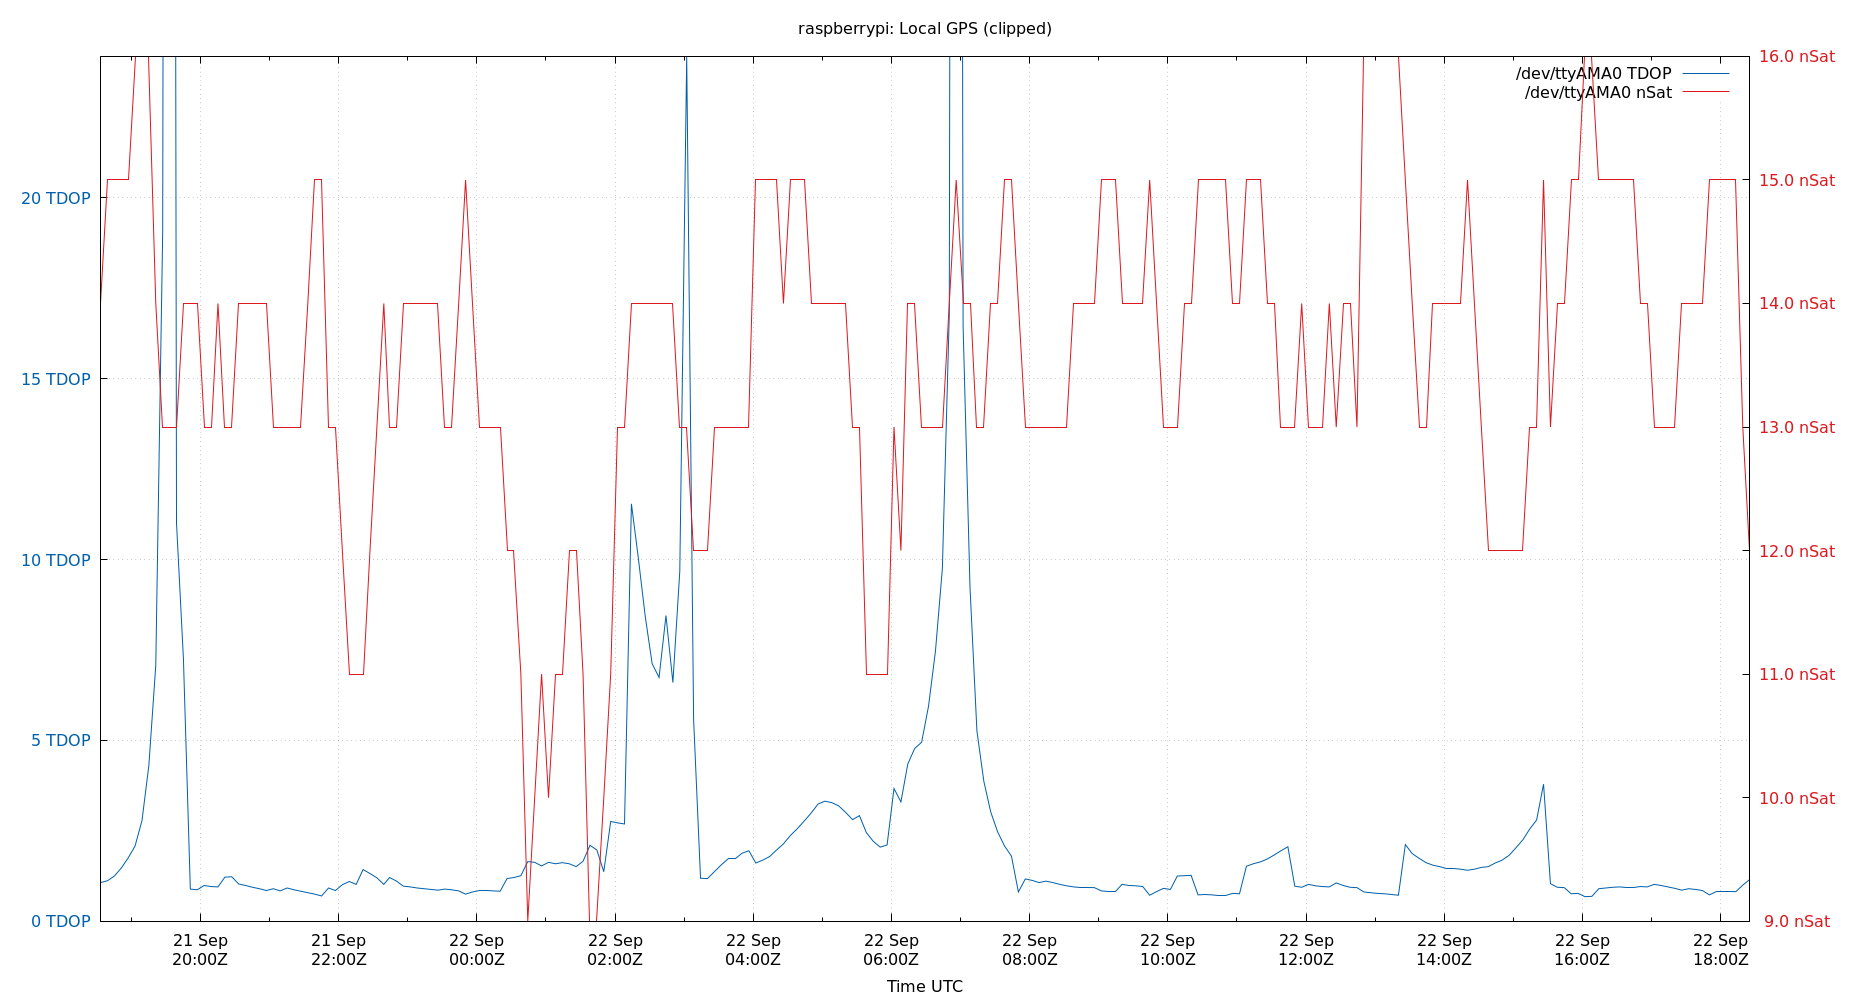 raspberrypi: Local GPS (clipped)
16.0 nSat
/dev/ttyAMA0 TDOP
/dev/ttyAMA0 nSat
15.0 nSat
20 TDOP
14.0 nSat
15 TDOP
13.0 nSat
12.0 nSat
10 TDOP
11.0 nSat
5 TDOP
10.0 nSat
0 TDOP
9.0 nSat
21 Sep 21 Sep 22 Sep 22 Sep 22 Sep 22 Sep 22 Sep 22 Sep 22 Sep 22 Sep 22 Sep 22 Sep
20:00Z 22:00Z 00:00Z 02:00Z 04:00Z 06:00Z 08:00Z 10:00Z 12:00Z 14:00Z 16:00Z 18:00Z
Time UTC